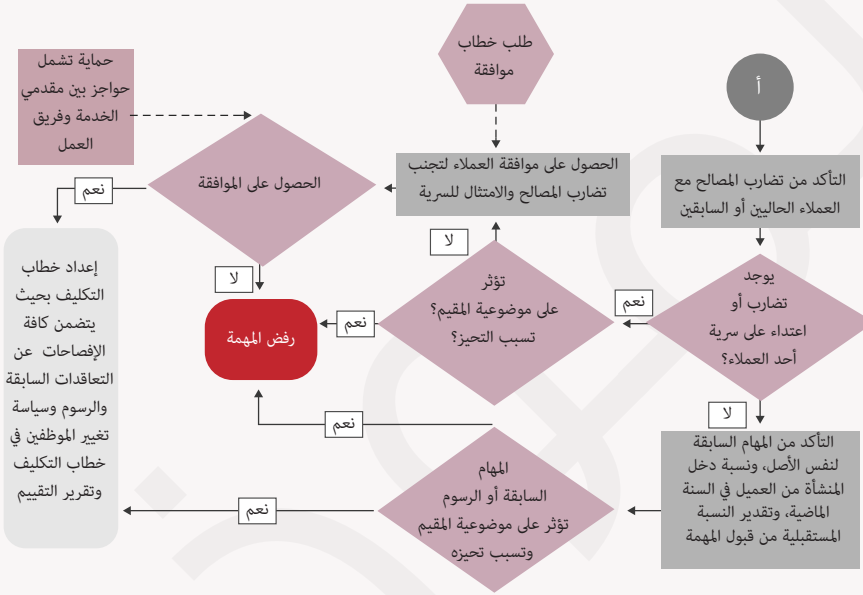 أ
التأكد من تضارب المصالح مع
العملاء الحاليين أو السابقين
يوجد
تضارب أو
اعتداء على سرية
أحد العملاء؟
نعم
لا
تؤثر
على موضوعية المقيم؟
تسبب التحيز؟
نعم
لا
طلب خطاب
موافقة
الحصول على موافقة العملاء لتجنب
تضارب المصالح والامتثال للسرية
حماية تشمل
حواجز بين مقدمي
الخدمة وفريق
العمل
الحصول على الموافقة
نعم
لا
رفض المهمة
إعداد خطاب
التكليف بحيث
يتضمن كافة
الإفصاحات عن
التعاقدات السابقة
والرسوم وسياسة
تغيير الموظفين في
خطاب التكليف
وتقرير التقييم
التأكد من المهام السابقة
لنفس الأصل، ونسبة دخل
المنشأة من العميل في السنة
الماضية، وتقدير النسبة
المستقبلية من قبول المهمة
المهام
السابقة أو الرسوم
تؤثر على موضوعية المقيم
وتسبب تحيزه
نعم
نعم